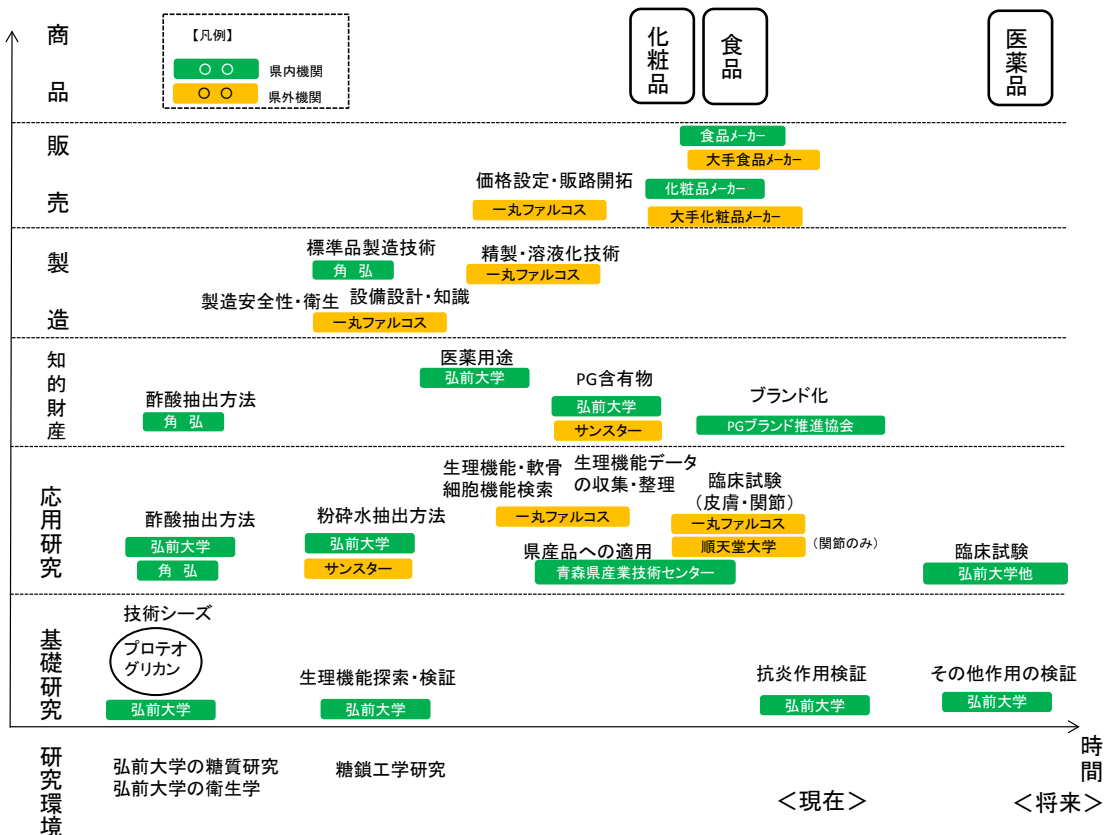 商品
【凡例】
○ ○ 県内機関
○ ○ 県外機関
化粧品
食品
医薬品
販売
食品メーカー
大手食品メーカー
価格設定・販路開拓
化粧品メーカー
一丸ファルコス
大手化粧品メーカー
製造
標準品製造技術
角 弘
精製・溶液化技術
一丸ファルコス
製造安全性・衛生
設備設計・知識
一丸ファルコス
知的財産
医薬用途
弘前大学
酢酸抽出方法
角 弘
PG含有物
弘前大学
サンスター
ブランド化
PGブランド推進協会
応用研究
酢酸抽出方法
弘前大学
角 弘
粉砕水抽出方法
弘前大学
サンスター
生理機能・軟骨
細胞機能検索
生理機能データ
の収集・整理
一丸ファルコス
臨床試験
(皮膚・関節)
一丸ファルコス
順天堂大学
(関節のみ)
県産品への適用
青森県産業技術センター
臨床試験
弘前大学他
基礎研究
技術シーズ
プロテオ
グリカン
弘前大学
生理機能探索・検証
弘前大学
抗炎作用検証
弘前大学
その他作用の検証
弘前大学
時間
研究環境
弘前大学の糖質研究
弘前大学の衛生学
糖鎖工学研究
<現在>
<将来>